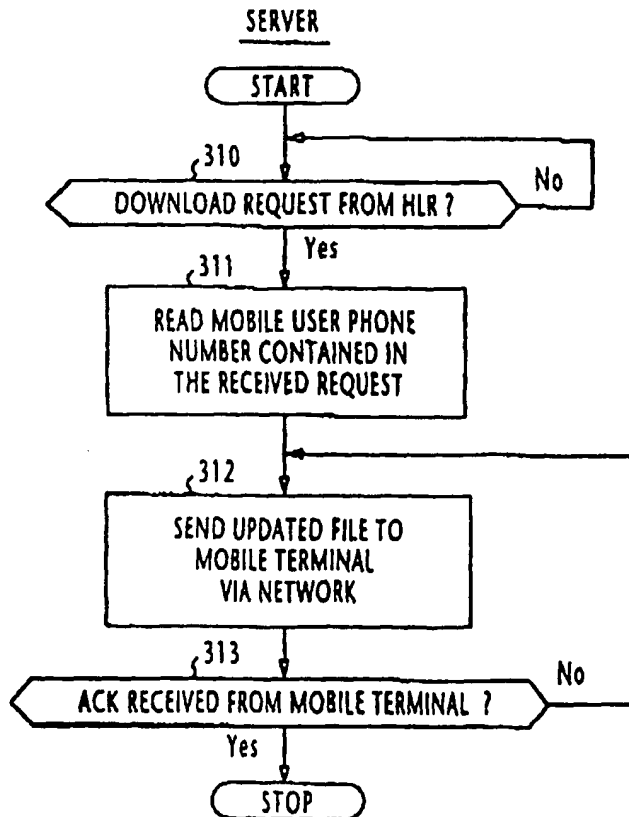 SERVER
START
310
DOWNLOAD REQUEST FROM HLR ?
No
Yes
311
READ MOBILE USER PHONE
NUMBER CONTAINED IN
THE RECEIVED REQUEST
312
SEND UPDATED FILE TO
MOBILE TERMINAL
VIA NETWORK
313
ACK RECEIVED FROM MOBILE TERMINAL ?
No
Yes
STOP